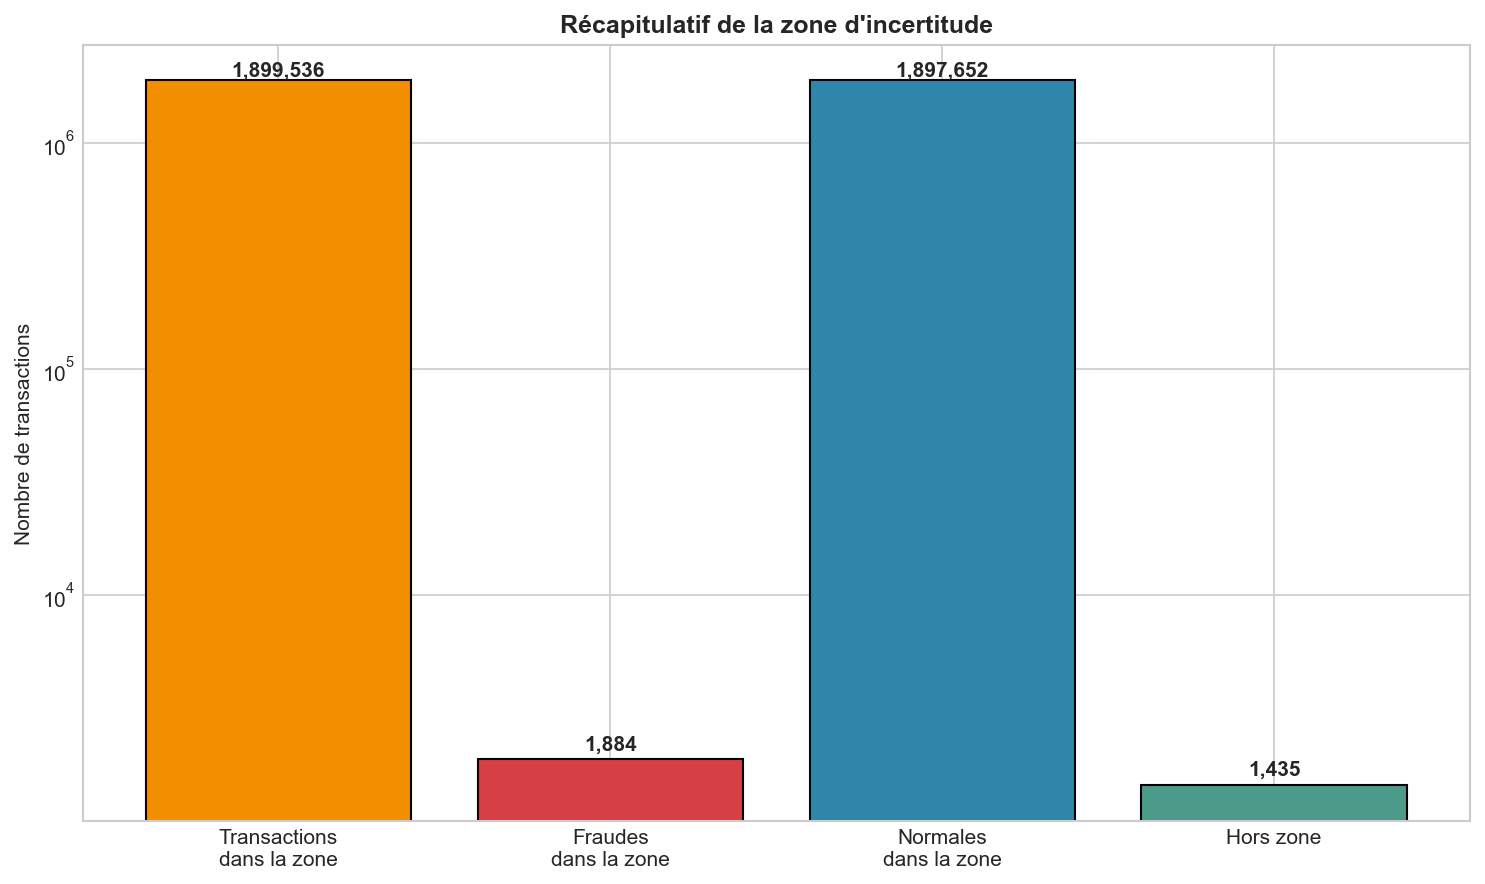 Récapitulatif de la zone d'incertitude
1,899,536
1,897,652
10^6
10^5
Nombre de transactions
10^4
1,884
1,435
Transactions
dans la zone
Fraudes
dans la zone
Normales
dans la zone
Hors zone